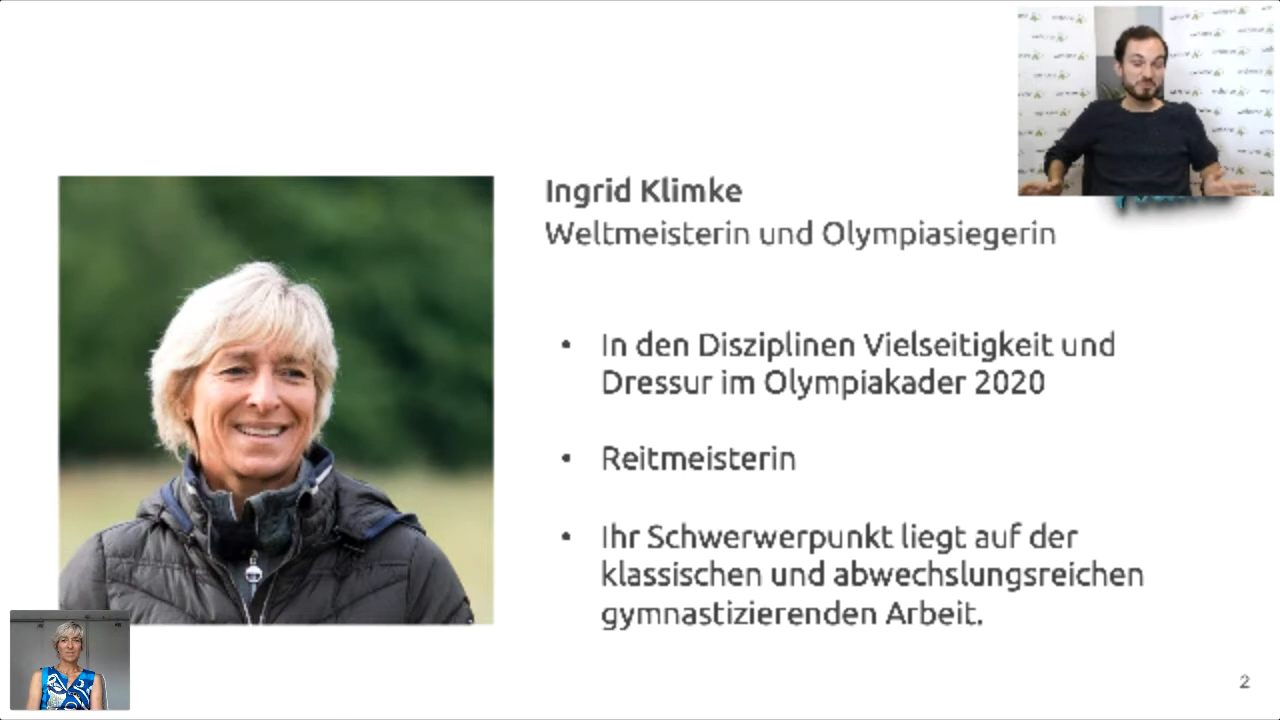 Ingrid Klimke
Weltmeisterin und Olympiasiegerin
• In den Disziplinen Vielseitigkeit und
Dressur im Olympiakader 2020
• Reitmeisterin
• Ihr Schwerwerpunkt liegt auf der
klassischen und abwechslungsreichen
gymnastizierenden Arbeit.
2